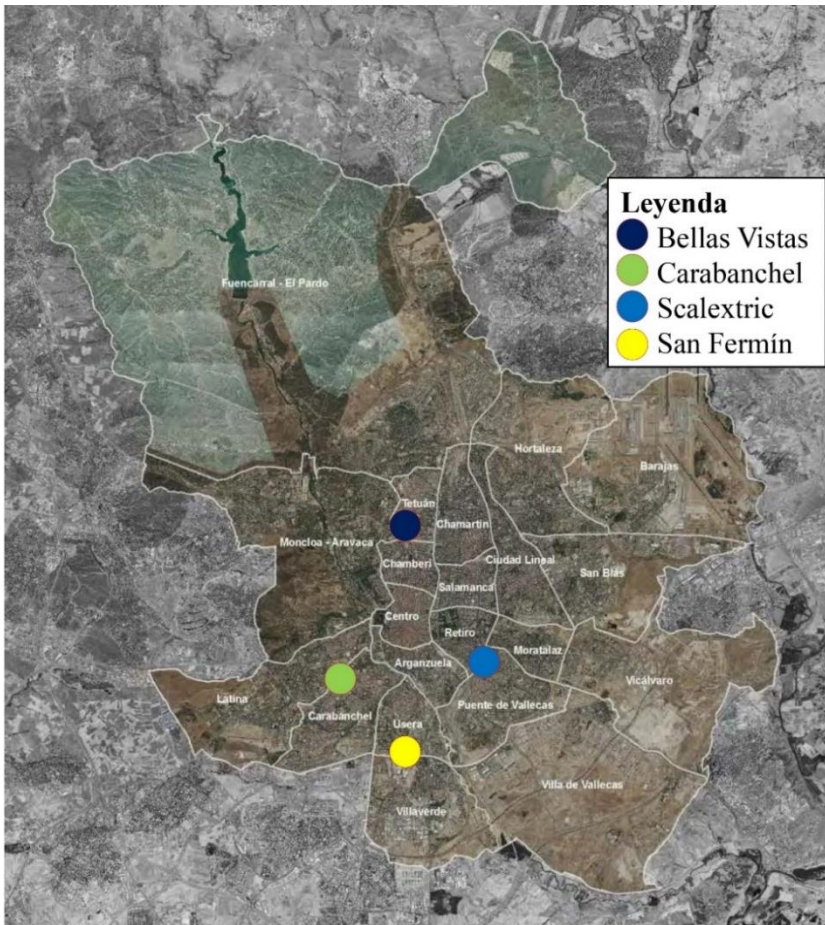 Leyenda
Bellas Vistas
Carabanchel
Scalextric
San Fermín
Fuencarral - El Pardo
Hortaleza
Barajas
Tetuán
Chamartín
Moncloa - Aravaca
Chamberí
Ciudad Lineal
San Blas
Salamanca
Centro
Retiro
Moratalaz
Arganzuela
Vicálvaro
Latina
Puente de Vallecas
Carabanchel
Usera
Villa de Vallecas
Villaverde